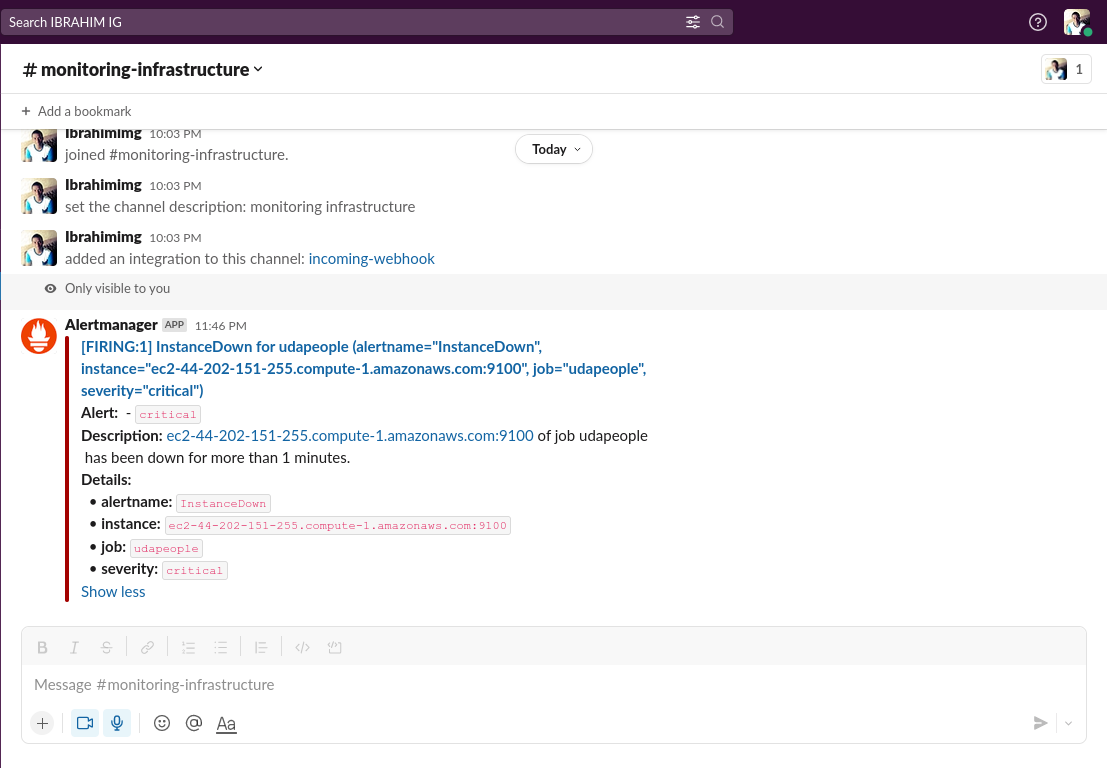 Search IBRAHIM IG
# monitoring-infrastructure
1
+ Add a bookmark
Ibrahimimg 10:03 PM
joined #monitoring-infrastructure.
Today
Ibrahimimg 10:03 PM
set the channel description: monitoring infrastructure
Ibrahimimg 10:03 PM
added an integration to this channel: incoming-webhook
Only visible to you
Alertmanager APP 11:46 PM
[FIRING:1] InstanceDown for udapeople (alertname="InstanceDown",
instance="ec2-44-202-151-255.compute-1.amazonaws.com:9100", job="udapeople",
severity="critical")
Alert: - critical
Description: ec2-44-202-151-255.compute-1.amazonaws.com:9100 of job udapeople
has been down for more than 1 minutes.
Details:
• alertname: InstanceDown
• instance: ec2-44-202-151-255.compute-1.amazonaws.com:9100
• job: udapeople
• severity: critical
Show less
Message #monitoring-infrastructure
Aa